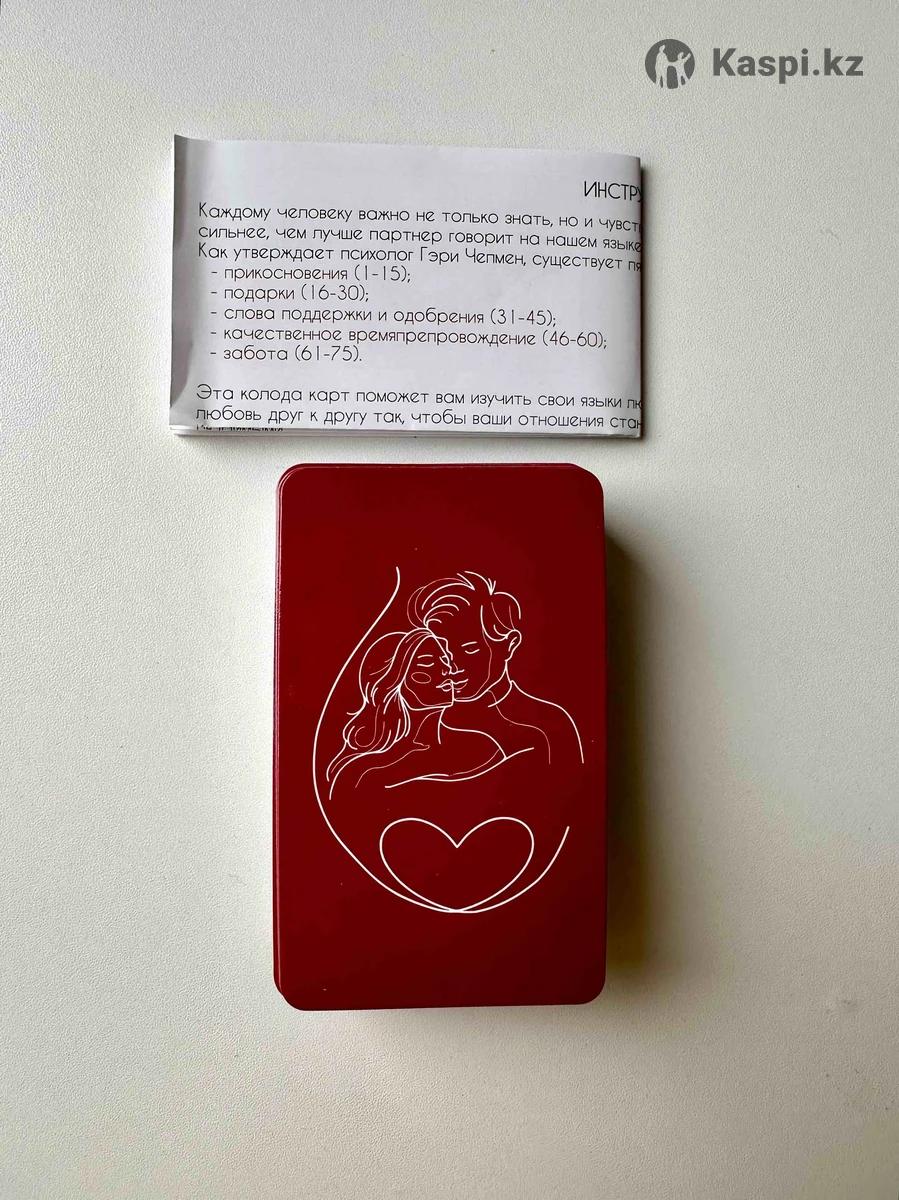 Kaspi.kz
ИНСТРУ
Каждому человеку важно не только знать, но и чувст
сильнее, чем лучше партнер говорит на нашем языке
Как утверждает психолог Гэри Чепмен, существует пя
- прикосновения (1-15);
- подарки (16-30);
- слова поддержки и одобрения (31-45);
- качественное времяпрепровождение (46-60);
- забота (61-75).
Эта колода карт поможет вам изучить свои языки лю
любовь друг к другу так, чтобы ваши отношения стан